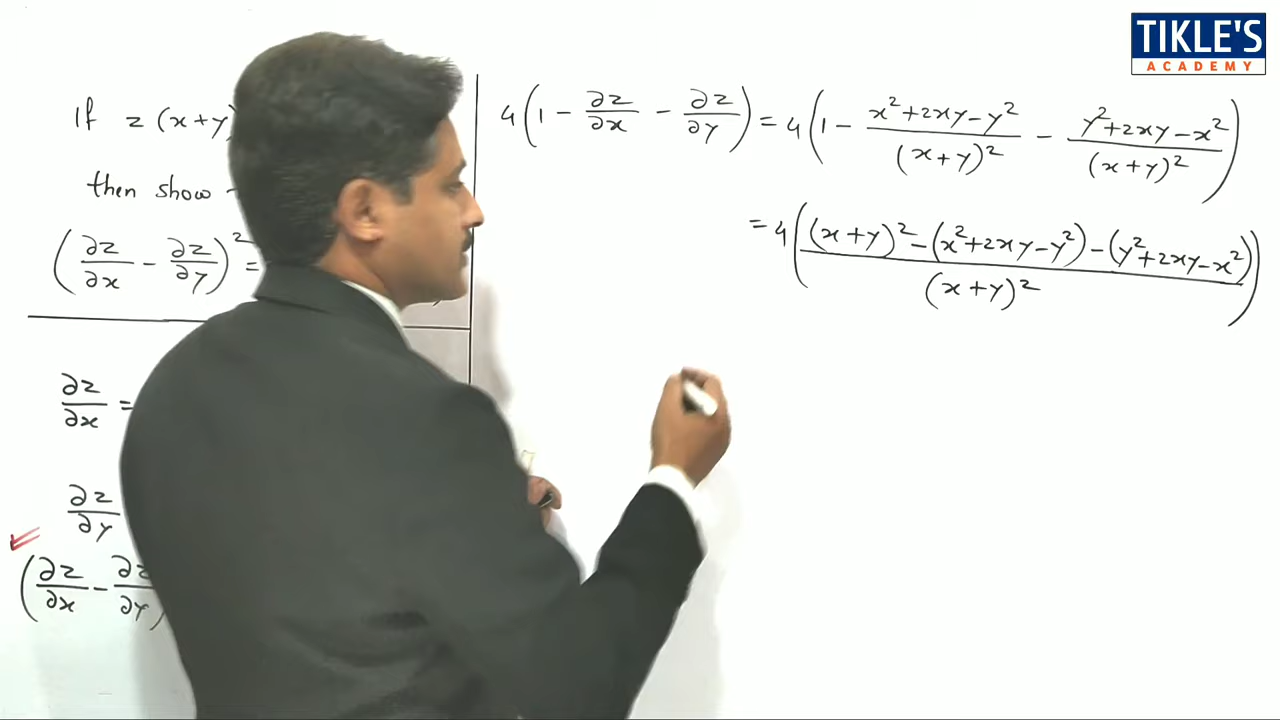 If z (x+y)
then show
(∂z/∂x - ∂z/∂y)² =
∂z/∂x =
∂z/∂y
(∂z/∂x - ∂z/∂y)
4(1 - ∂z/∂x - ∂z/∂y) = 4(1 - (x²+2xy-y²)/(x+y)² - (y²+2xy-x²)/(x+y)²)
= 4(((x+y)² - (x²+2xy-y²) - (y²+2xy-x²))/(x+y)²)
TIKLE'S
ACADEMY